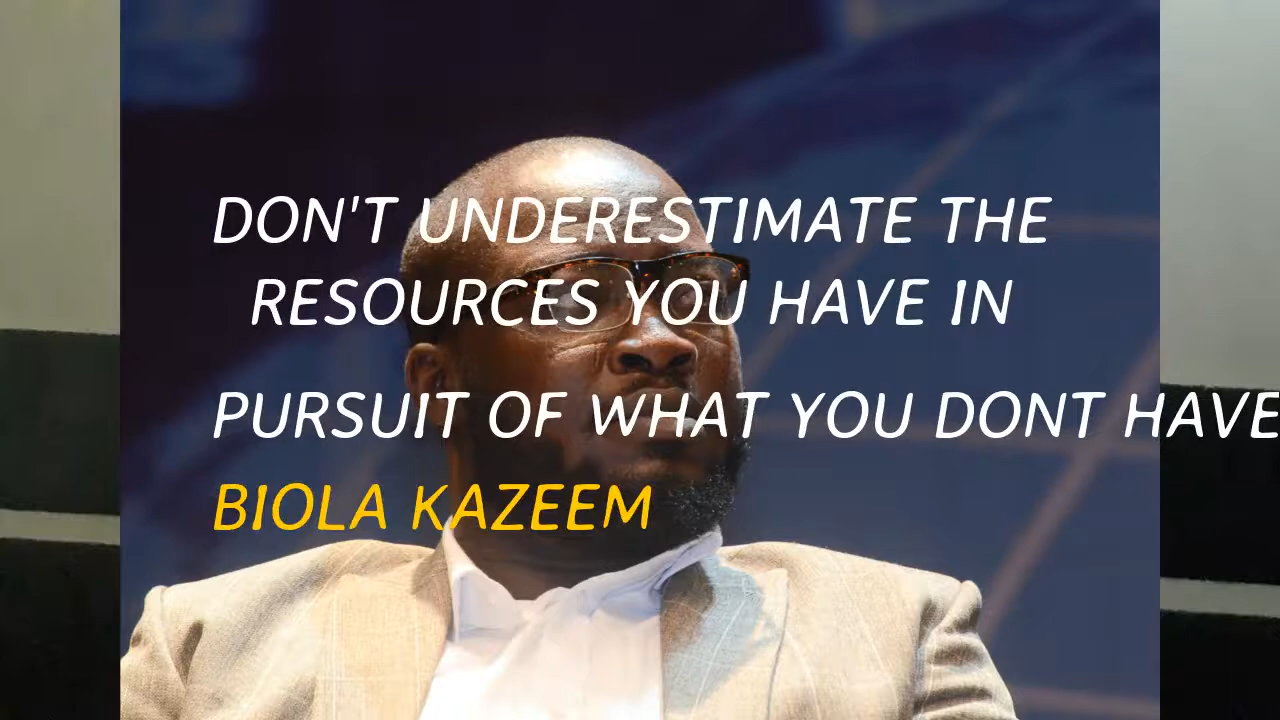 DON'T UNDERESTIMATE THE
RESOURCES YOU HAVE IN
PURSUIT OF WHAT YOU DONT HAVE
BIOLA KAZEEM